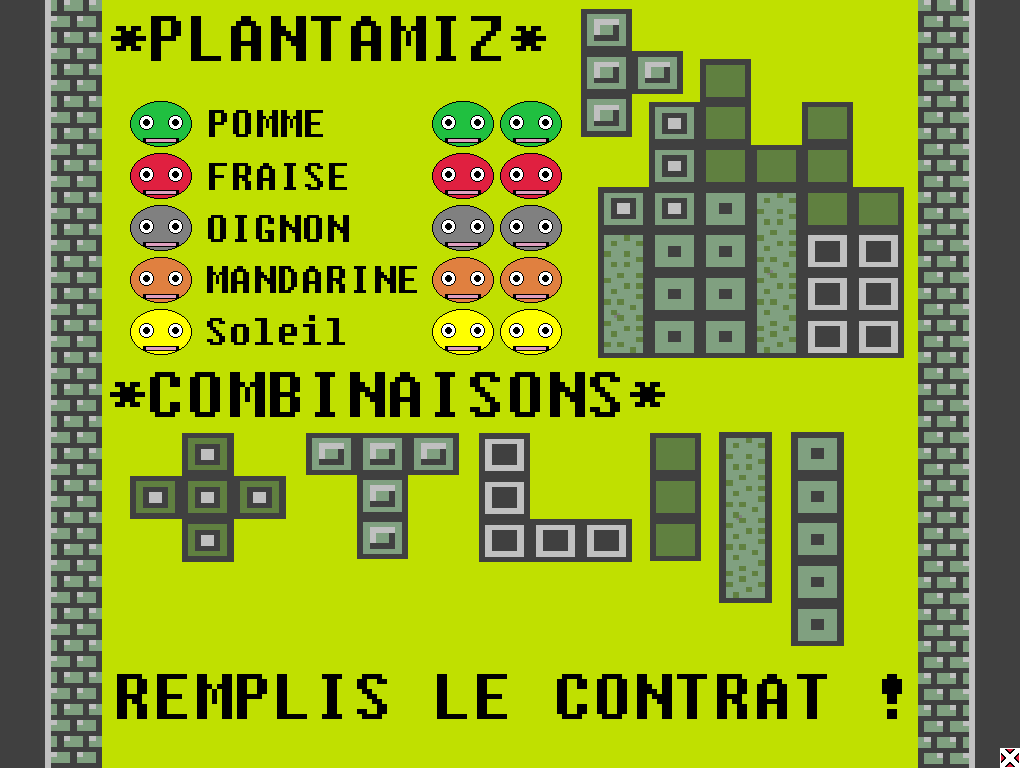 *PLANTAMIZ*
POMME
FRAISE
OIGNON
MANDARINE
Soleil
*COMBINAISONS*
REMPLIS LE CONTRAT !